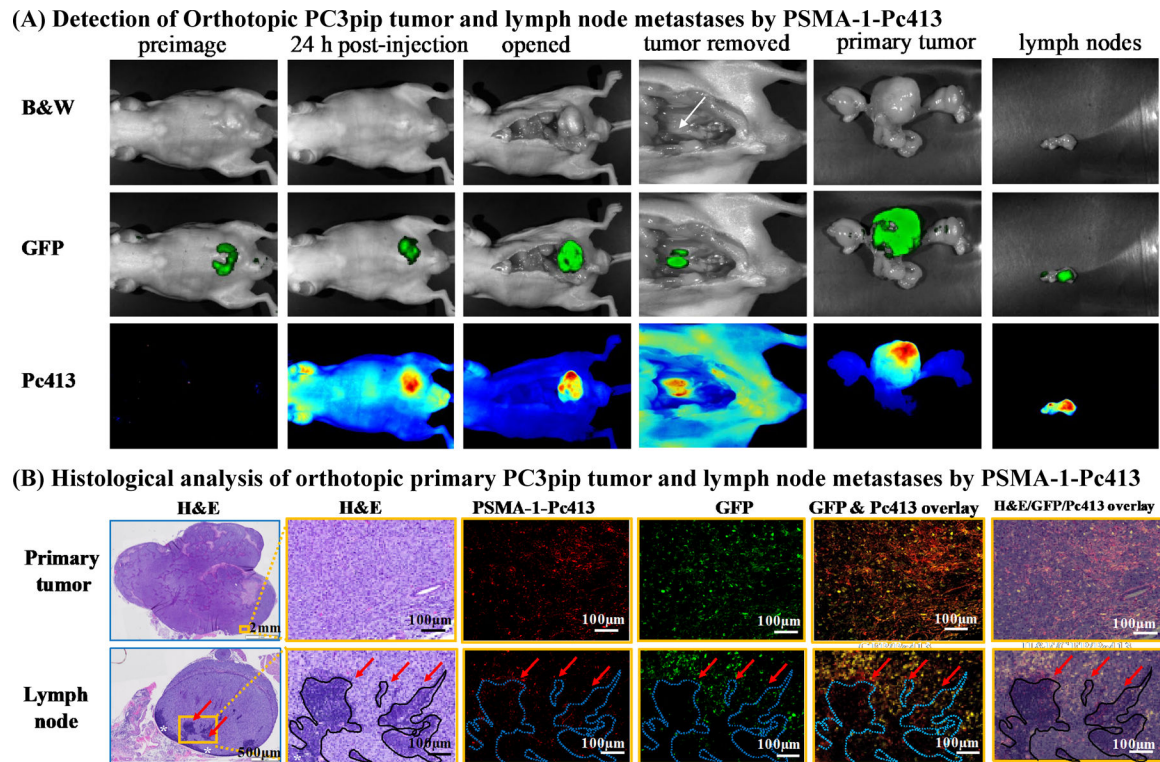 (A) Detection of Orthotopic PC3pip tumor and lymph node metastases by PSMA-1-Pc413
preimage 24 h post-injection opened tumor removed primary tumor lymph nodes
B&W
GFP
Pc413
(B) Histological analysis of orthotopic primary PC3pip tumor and lymph node metastases by PSMA-1-Pc413
H&E H&E PSMA-1-Pc413 GFP GFP & Pc413 overlay H&E/GFP/Pc413 overlay
Primary
tumor
2mm 100μm 100μm 100μm 100μm 100μm
Lymph
node
* *
500μm 100μm 100μm 100μm 100μm 100μm
*